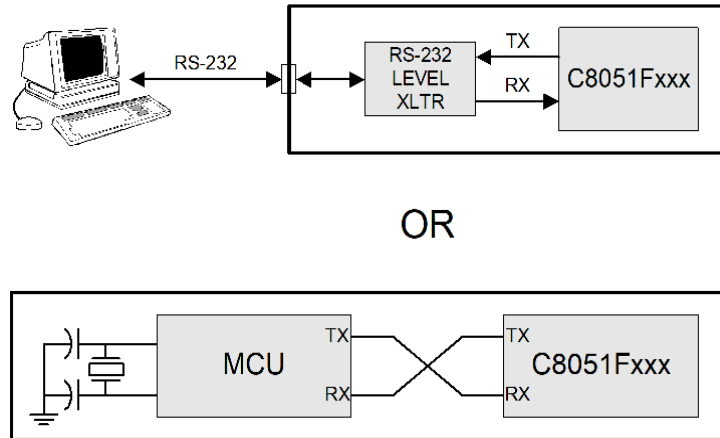 RS-232
RS-232
LEVEL
XLTR
TX
RX
C8051Fxxx
OR
MCU
TX
RX
TX
RX
C8051Fxxx